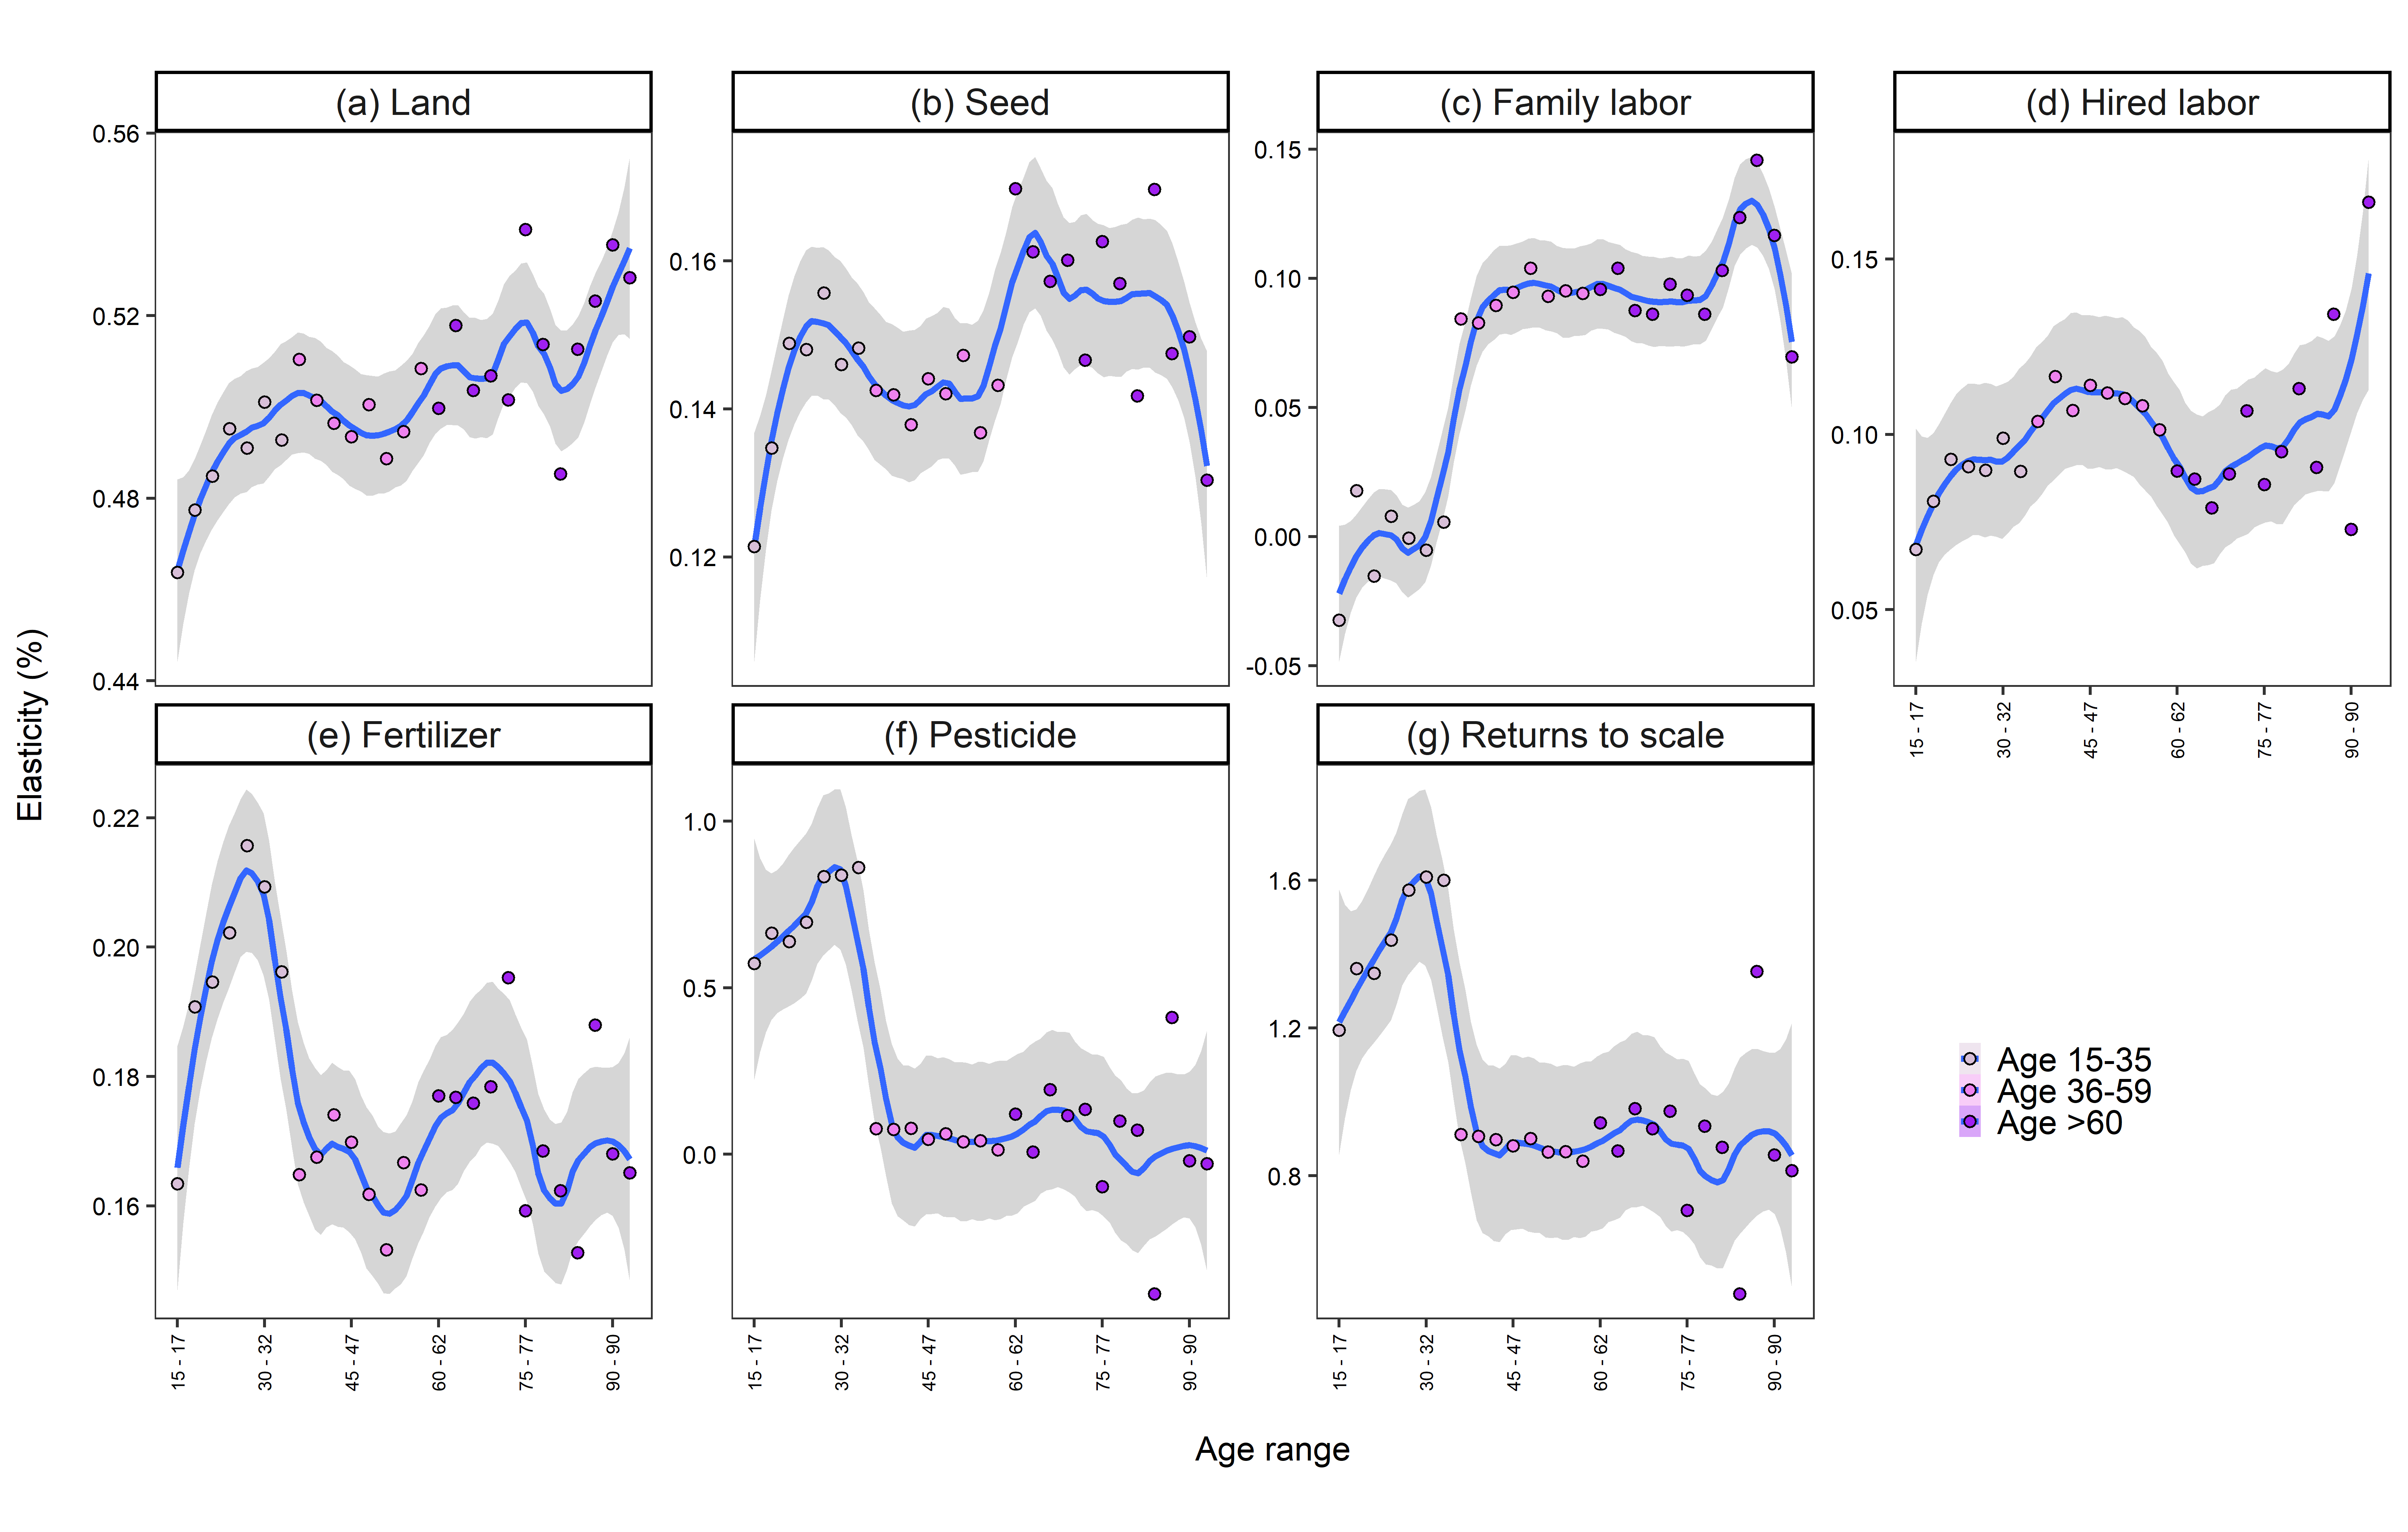 (a) Land
(b) Seed
(c) Family labor
(d) Hired labor
0.56
0.52
0.48
0.44
0.16
0.14
0.12
0.15
0.10
0.05
0.00
-0.05
0.15
0.10
0.05
15 - 17
30 - 32
45 - 47
60 - 62
75 - 77
90 - 90
Elasticity (%)
(e) Fertilizer
(f) Pesticide
(g) Returns to scale
0.22
0.20
0.18
0.16
1.0
0.5
0.0
1.6
1.2
0.8
15 - 17
30 - 32
45 - 47
60 - 62
75 - 77
90 - 90
15 - 17
30 - 32
45 - 47
60 - 62
75 - 77
90 - 90
15 - 17
30 - 32
45 - 47
60 - 62
75 - 77
90 - 90
Age 15-35
Age 36-59
Age >60
Age range